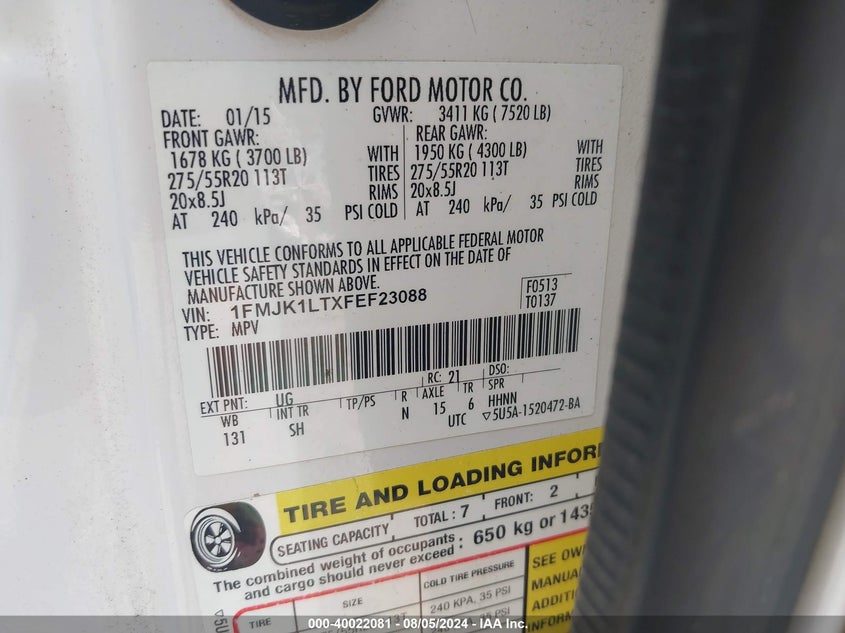 MFD. BY FORD MOTOR CO.
DATE: 01/15 GVWR: 3411 KG ( 7520 LB)
FRONT GAWR: REAR GAWR:
1678 KG ( 3700 LB) WITH 1950 KG ( 4300 LB) WITH
275/55R20 113T TIRES 275/55R20 113T TIRES
20x8.5J RIMS 20x8.5J RIMS
AT 240 kPa/ 35 PSI COLD AT 240 kPa/ 35 PSI COLD
THIS VEHICLE CONFORMS TO ALL APPLICABLE FEDERAL MOTOR
VEHICLE SAFETY STANDARDS IN EFFECT ON THE DATE OF
MANUFACTURE SHOWN ABOVE.
VIN: 1FMJK1LTXFEF23088 F0513
TYPE: MPV T0137
EXT PNT: UG RC: 21 DSO:
WB INT TR TP/PS R AXLE TR SPR
131 SH N 15 6 HHNN
UTC ▽5U5A-1520472-BA
TIRE AND LOADING INFOR
SEATING CAPACITY TOTAL: 7 FRONT: 2
The combined weight of occupants
and cargo should never exceed : 650 kg or 1435
TIRE SIZE COLD TIRE PRESSURE SEE OW
240 KPA, 35 PSI MANUA
ADDITI
INFORM
▽5U5
000-40022081 - 08/05/2024 - IAA Inc.